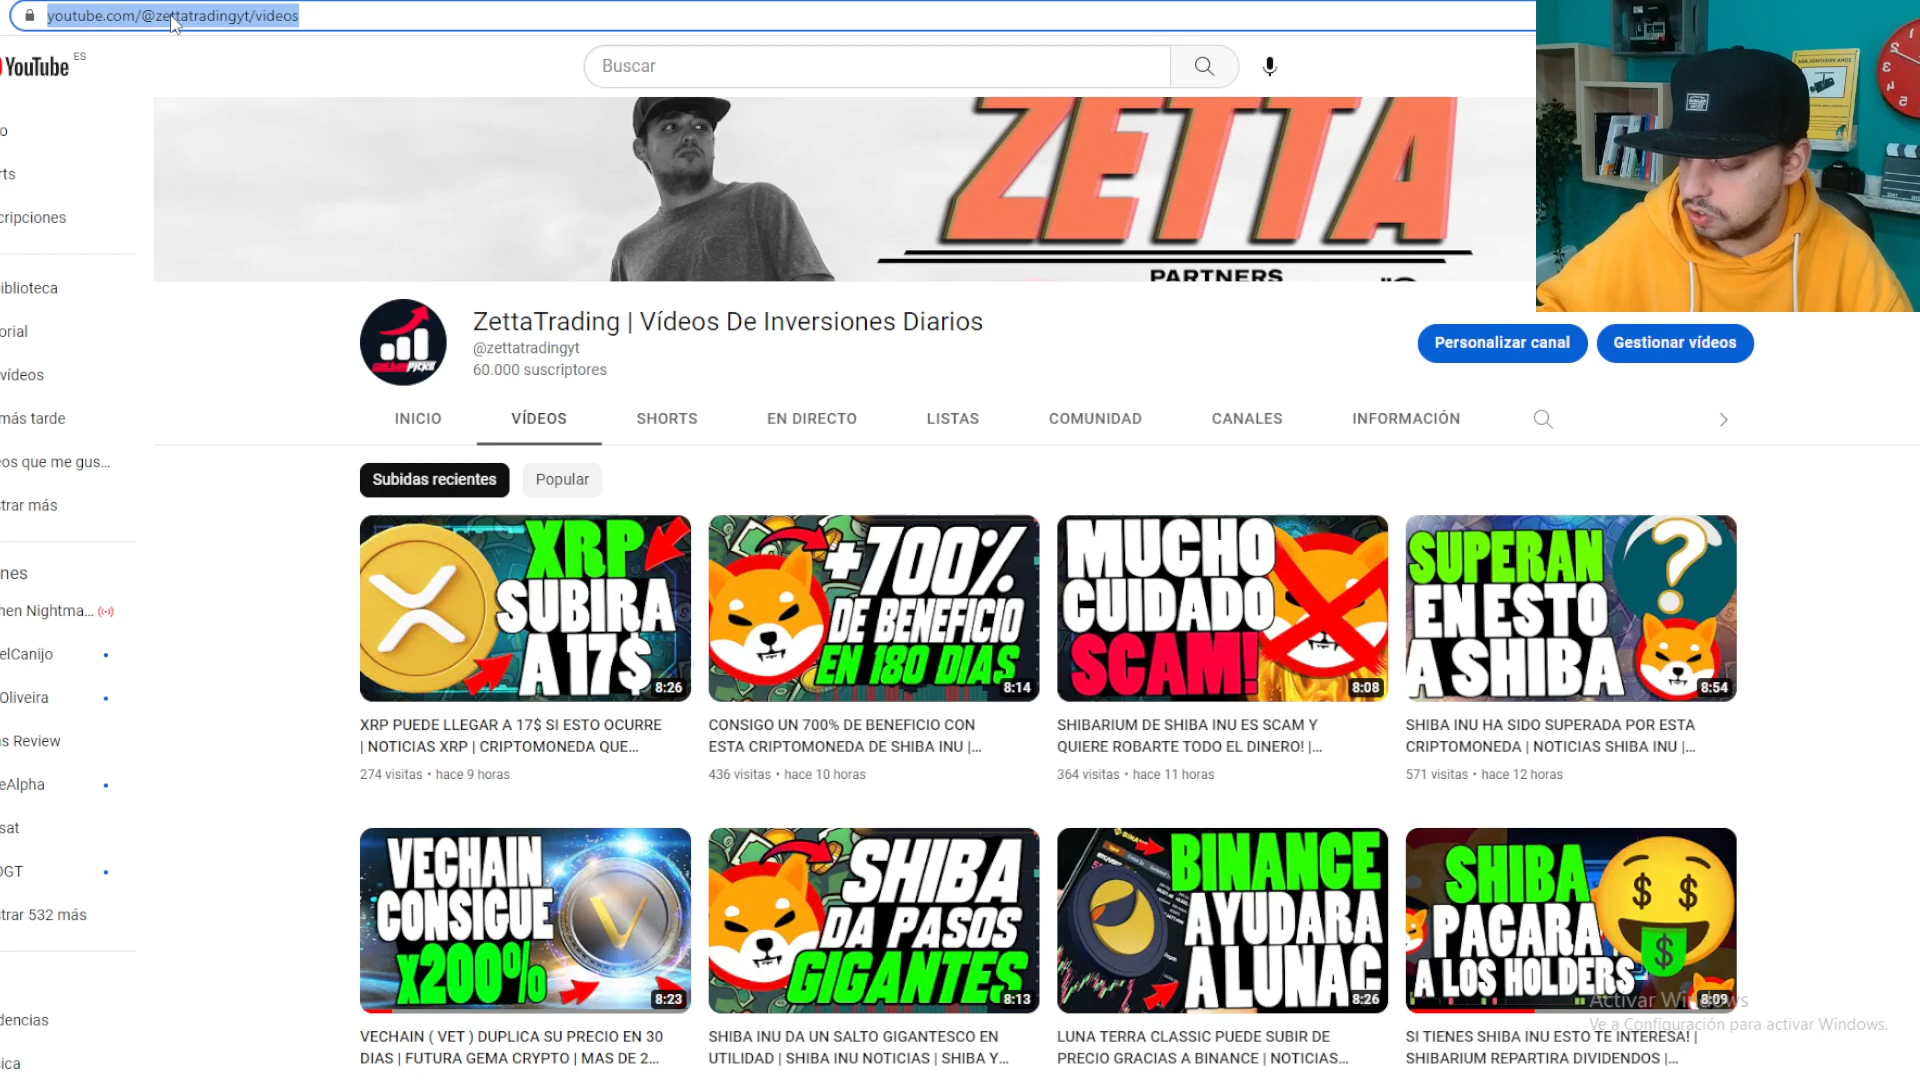 youtube.com/@zettatradingyt/videos
YouTube ES
Buscar
ZETTA
PARTNERS
ZettaTrading | Vídeos De Inversiones Diarios
@zettatradingyt
60.000 suscriptores
Personalizar canal
Gestionar vídeos
INICIO
VÍDEOS
SHORTS
EN DIRECTO
LISTAS
COMUNIDAD
CANALES
INFORMACIÓN
Subidas recientes
Popular
o
rts
cripciones
iblioteca
orial
vídeos
más tarde
os que me gus...
trar más
nes
hen Nightma...
elCanijo
Oliveira
s Review
eAlpha
sat
OGT
trar 532 más
dencias
ica
XRP
SUBIRA
A 17$
8:26
XRP PUEDE LLEGAR A 17$ SI ESTO OCURRE
| NOTICIAS XRP | CRIPTOMONEDA QUE...
274 visitas • hace 9 horas
+700%
DE BENEFICIO
EN 180 DIAS
8:14
CONSIGO UN 700% DE BENEFICIO CON
ESTA CRIPTOMONEDA DE SHIBA INU |...
436 visitas • hace 10 horas
MUCHO
CUIDADO
SCAM!
8:08
SHIBARIUM DE SHIBA INU ES SCAM Y
QUIERE ROBARTE TODO EL DINERO! |...
364 visitas • hace 11 horas
SUPERAN
EN ESTO
A SHIBA
8:54
SHIBA INU HA SIDO SUPERADA POR ESTA
CRIPTOMONEDA | NOTICIAS SHIBA INU |...
571 visitas • hace 12 horas
VECHAIN
CONSIGUE
X200%
8:23
VECHAIN ( VET ) DUPLICA SU PRECIO EN 30
DIAS | FUTURA GEMA CRYPTO | MAS DE 2...
SHIBA
DA PASOS
GIGANTES
8:13
SHIBA INU DA UN SALTO GIGANTESCO EN
UTILIDAD | SHIBA INU NOTICIAS | SHIBA Y...
BINANCE
AYUDARA
A LUNAC
8:26
LUNA TERRA CLASSIC PUEDE SUBIR DE
PRECIO GRACIAS A BINANCE | NOTICIAS...
SHIBA
PAGARA
A LOS HOLDERS
8:09
SI TIENES SHIBA INU ESTO TE INTERESA! |
SHIBARIUM REPARTIRA DIVIDENDOS |...
Activar Windows
Ve a Configuración para activar Windows.